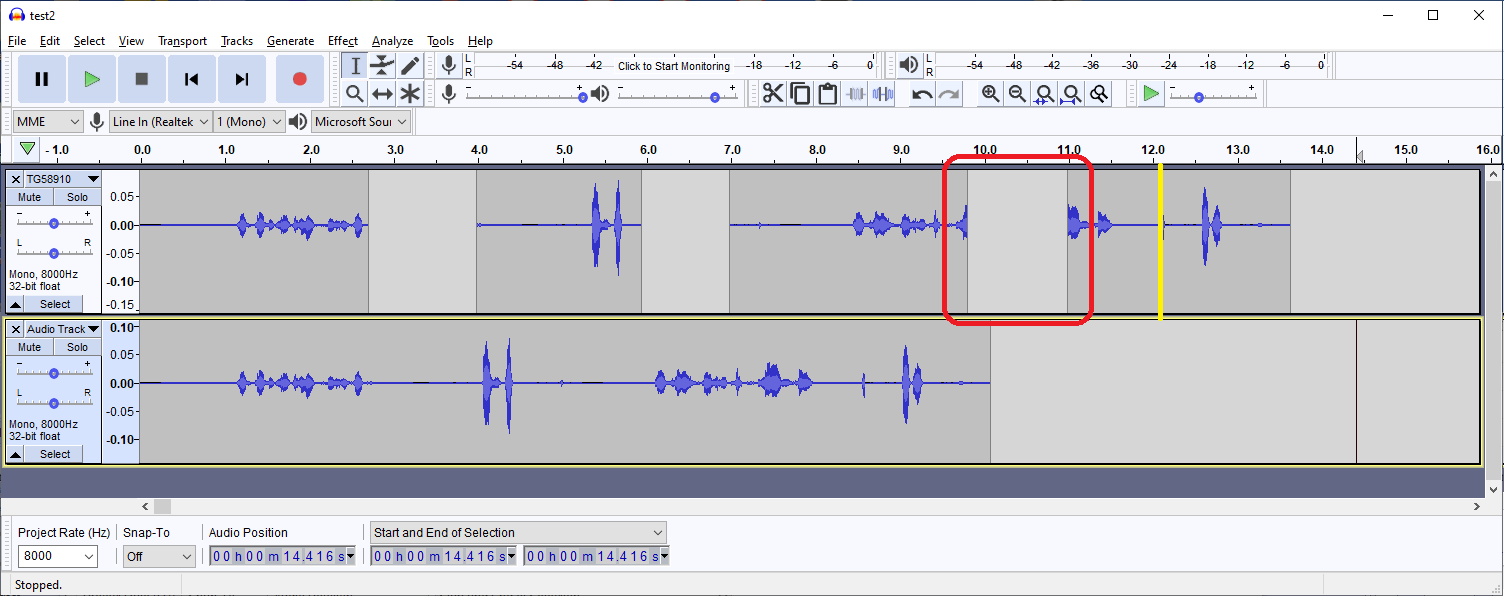 test2
File Edit Select View Transport Tracks Generate Effect Analyze Tools Help
L R -54 -48 -42 Click to Start Monitoring -18 -12 -6 0 L R -54 -48 -42 -36 -30 -24 -18 -12 -6 0
- + - + - +
MME Line In (Realtek 1 (Mono) Microsoft Soun
- 1.0 0.0 1.0 2.0 3.0 4.0 5.0 6.0 7.0 8.0 9.0 10.0 11.0 12.0 13.0 14.0 15.0 16.0
TG58910
Mute Solo
- +
L R
Mono, 8000Hz
32-bit float
Select
0.05
0.00
-0.05
-0.10
-0.15
Audio Track
Mute Solo
- +
L R
Mono, 8000Hz
32-bit float
Select
0.10
0.05
0.00
-0.05
-0.10
Project Rate (Hz) Snap-To Audio Position Start and End of Selection
8000 Off 00 h 00 m 14.416 s 00 h 00 m 14.416 s 00 h 00 m 14.416 s
Stopped.